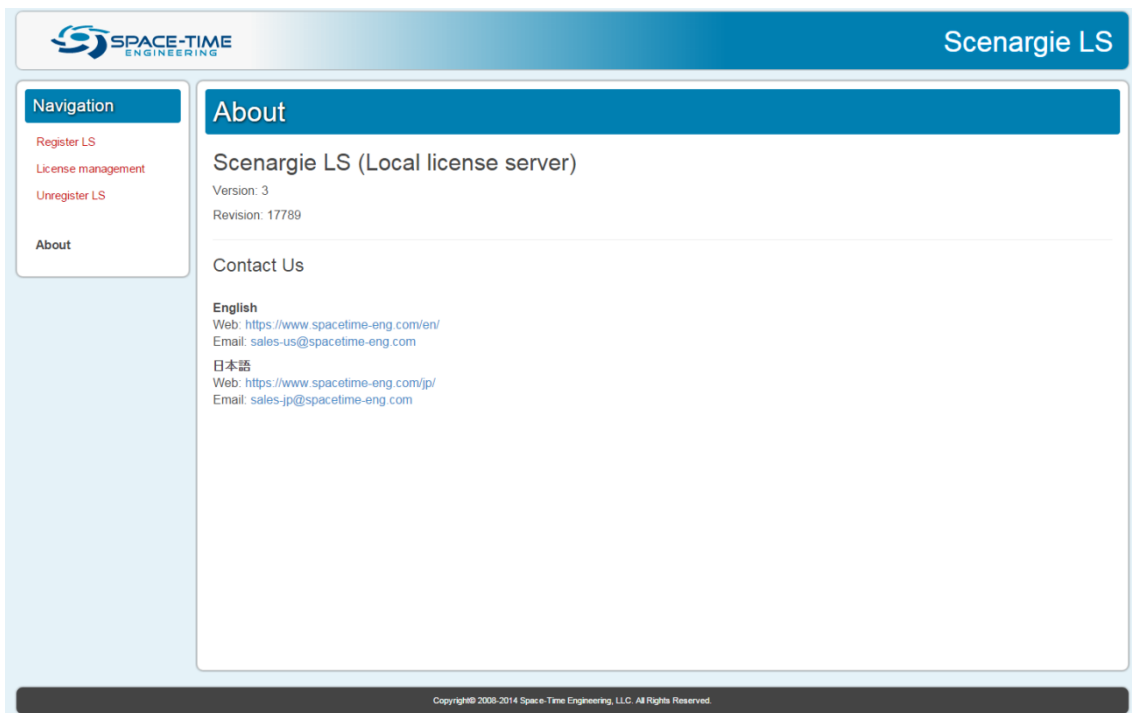 SPACE-TIME
ENGINEERING
Scenargie LS
Navigation
Register LS
License management
Unregister LS
About
About
Scenargie LS (Local license server)
Version: 3
Revision: 17789
Contact Us
English
Web: https://www.spacetime-eng.com/en/
Email: sales-us@spacetime-eng.com
日本語
Web: https://www.spacetime-eng.com/jp/
Email: sales-jp@spacetime-eng.com
Copyright© 2008-2014 Space-Time Engineering, LLC. All Rights Reserved.